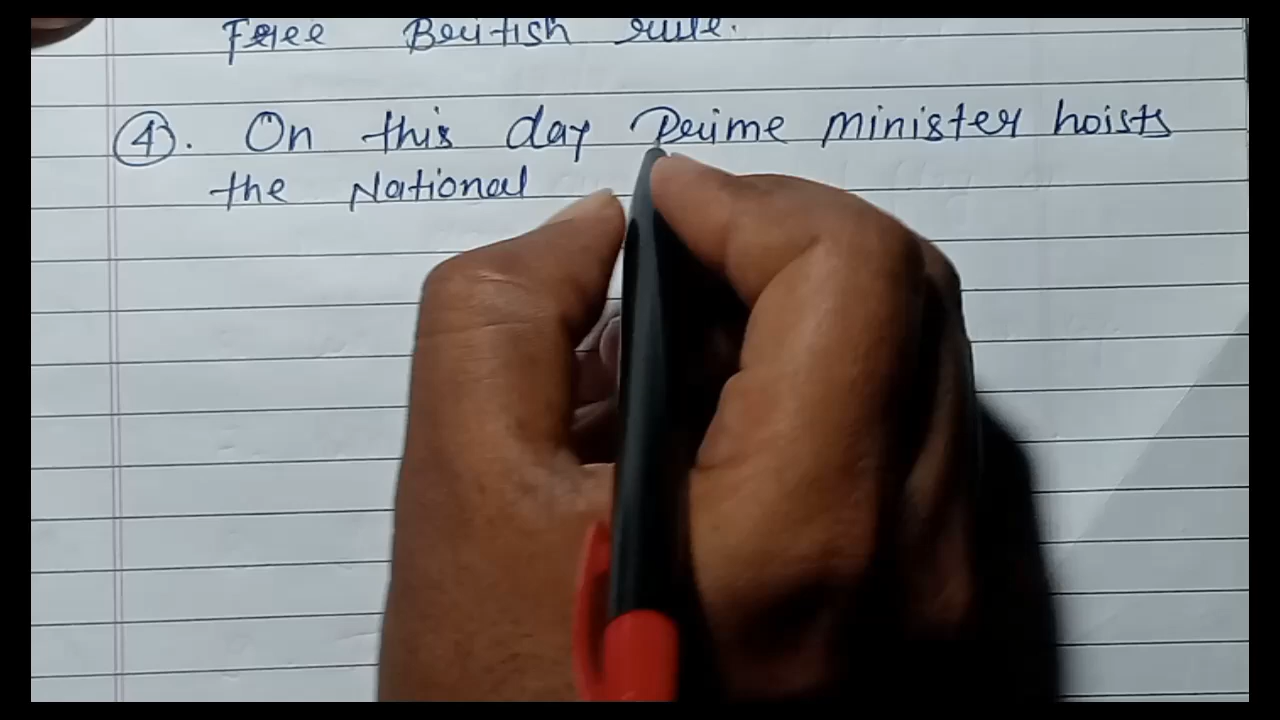 Free British rule.
4. On this day Prime minister hoists
the National